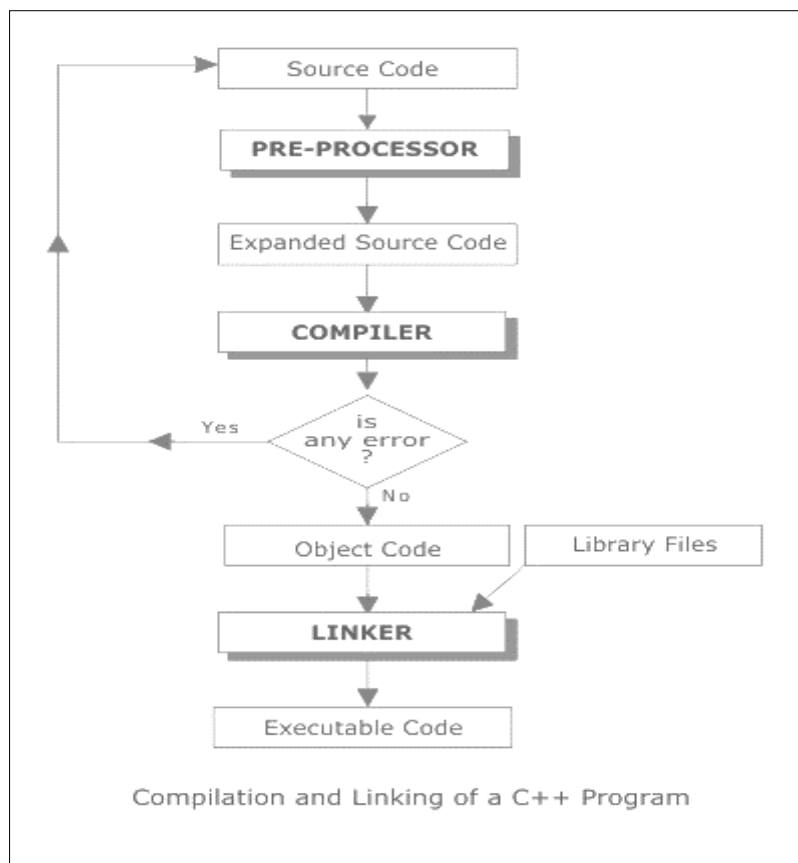 Source Code
PRE-PROCESSOR
Expanded Source Code
COMPILER
is
any error
?
Yes
No
Object Code
Library Files
LINKER
Executable Code
Compilation and Linking of a C++ Program